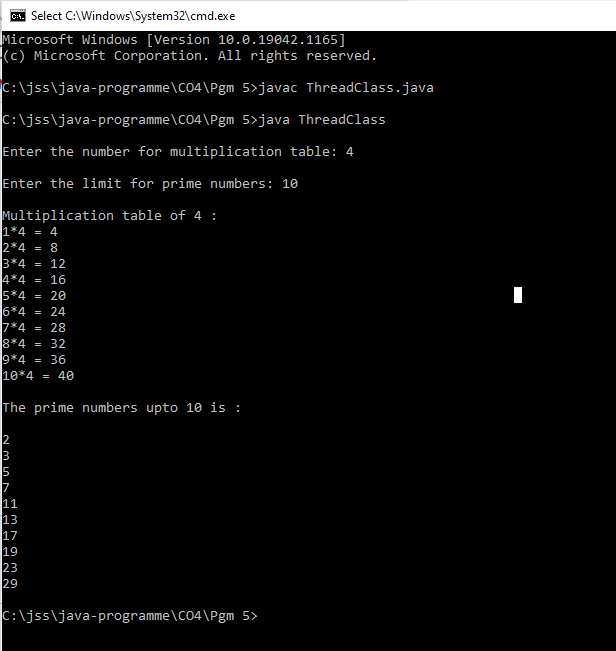 Select C:\Windows\System32\cmd.exe
Microsoft Windows [Version 10.0.19042.1165]
(c) Microsoft Corporation. All rights reserved.
C:\jss\java-programme\CO4\Pgm 5>javac ThreadClass.java
C:\jss\java-programme\CO4\Pgm 5>java ThreadClass
Enter the number for multiplication table: 4
Enter the limit for prime numbers: 10
Multiplication table of 4 :
1*4 = 4
2*4 = 8
3*4 = 12
4*4 = 16
5*4 = 20
6*4 = 24
7*4 = 28
8*4 = 32
9*4 = 36
10*4 = 40
The prime numbers upto 10 is :
2
3
5
7
11
13
17
19
23
29
C:\jss\java-programme\CO4\Pgm 5>